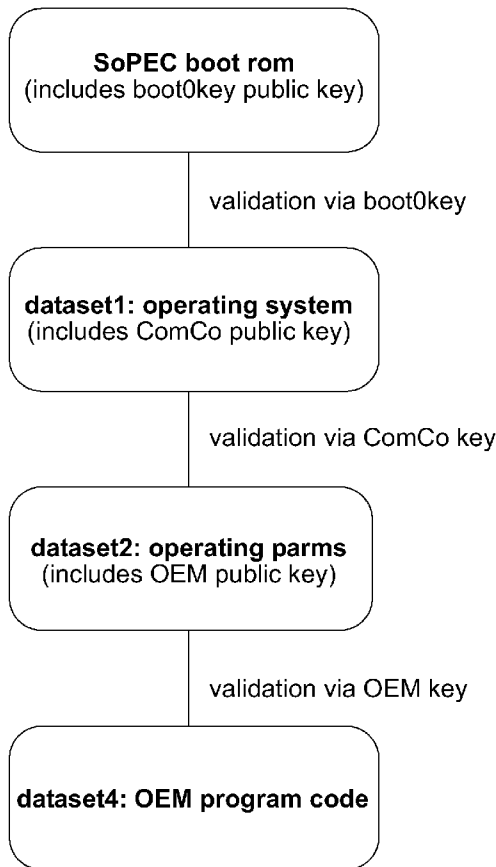 SoPEC boot rom
(includes boot0key public key)
validation via boot0key
dataset1: operating system
(includes ComCo public key)
validation via ComCo key
dataset2: operating parms
(includes OEM public key)
validation via OEM key
dataset4: OEM program code